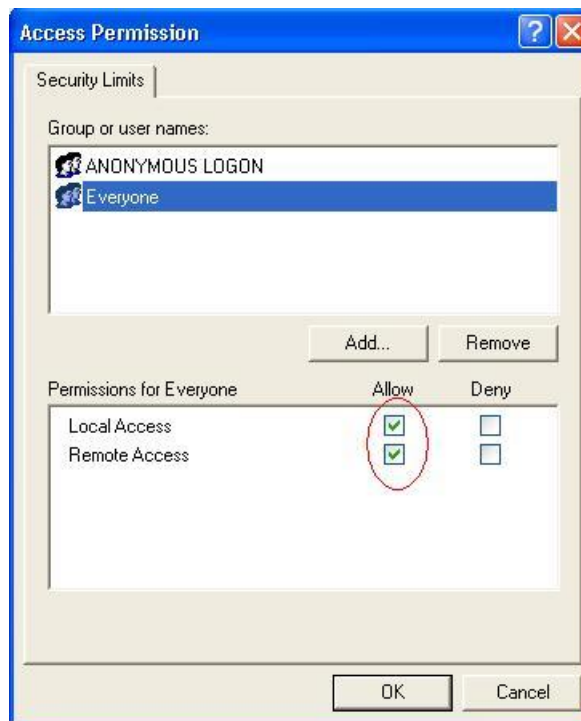 Access Permission
Security Limits
Group or user names:
ANONYMOUS LOGON
Everyone
Add... Remove
Permissions for Everyone Allow Deny
Local Access
Remote Access
OK Cancel